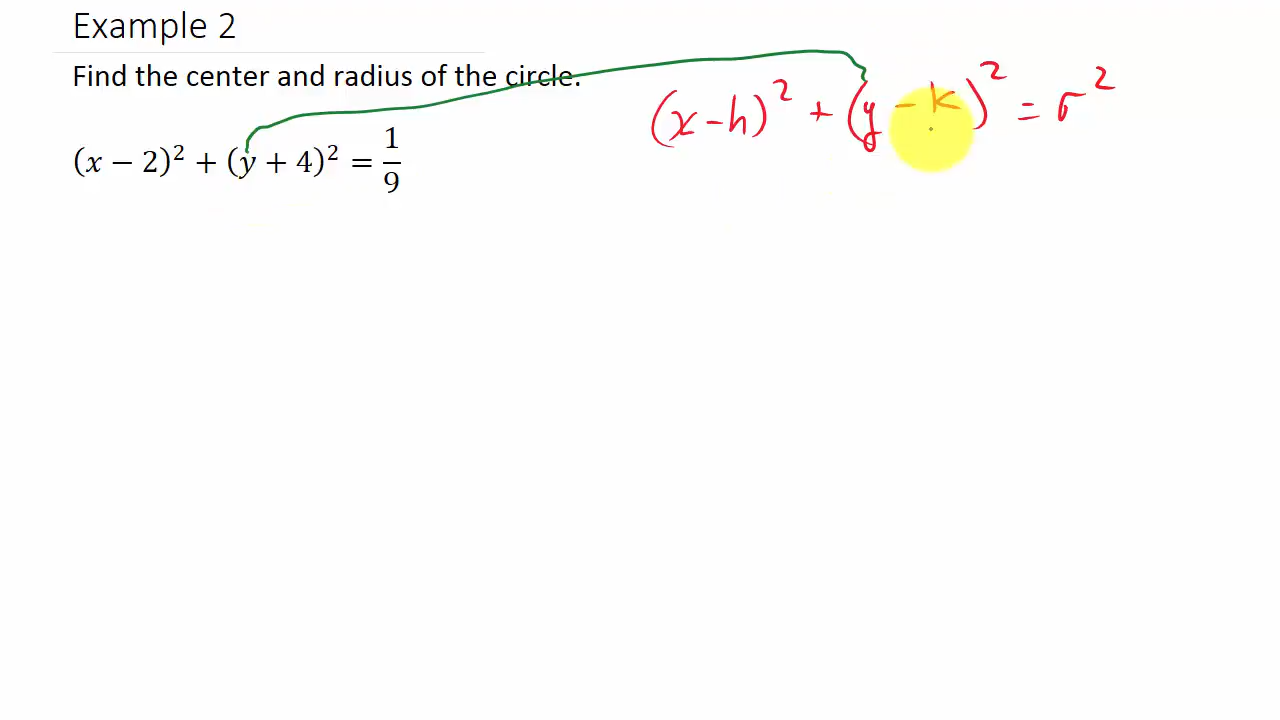 Example 2
Find the center and radius of the circle.
(x − 2)² + (y + 4)² = 1/9
(x − h)² + (y − k)² = r²